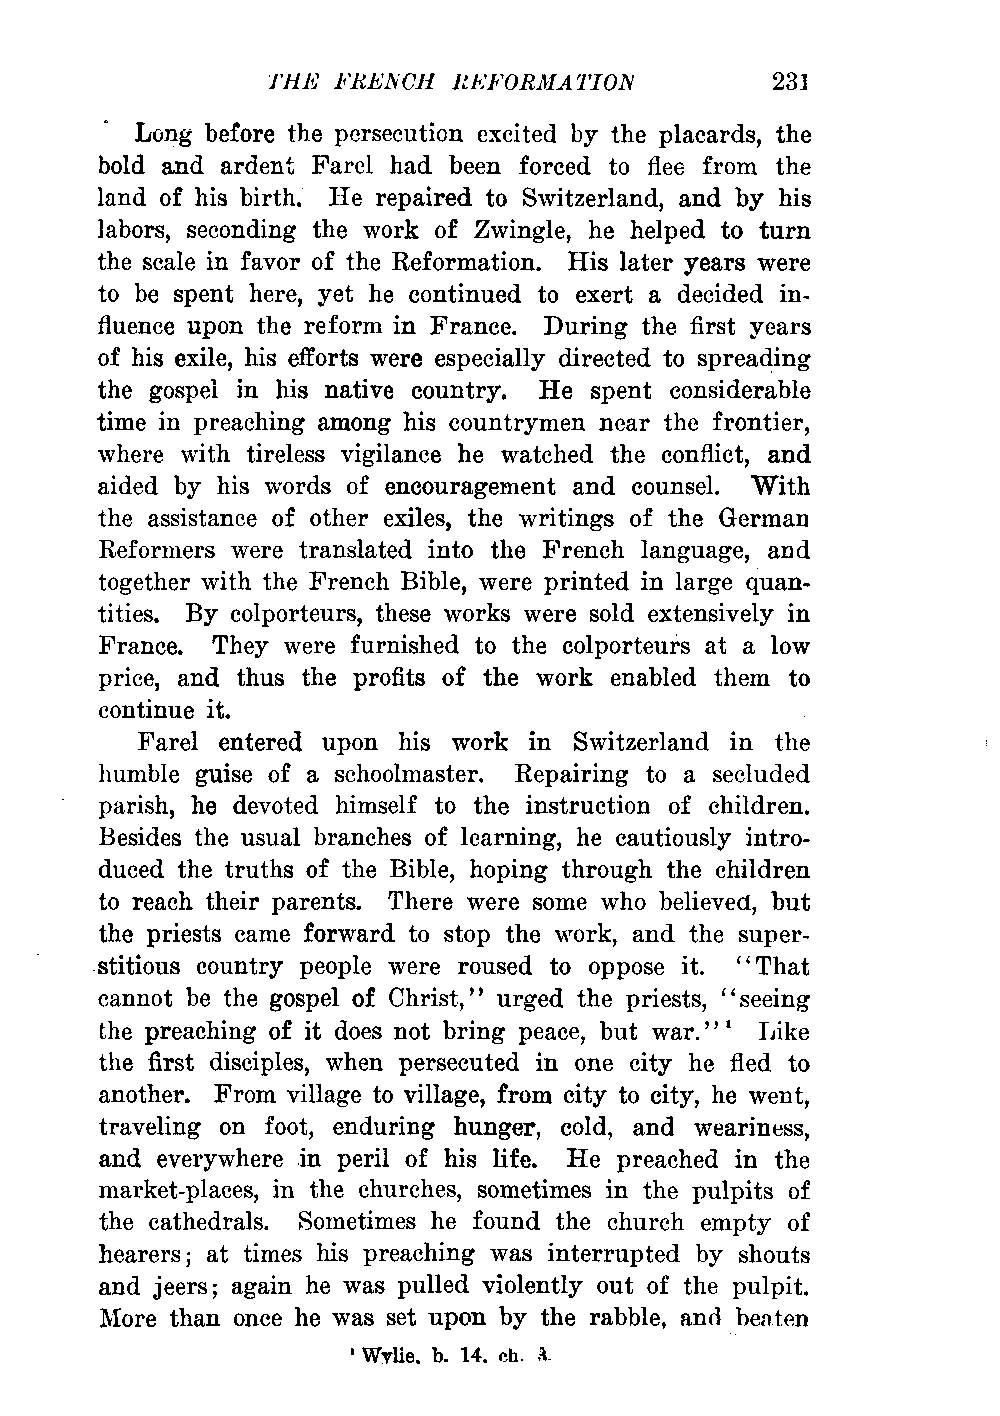 THE FRENCH REFORMATION 231
Long before the persecution excited by the placards, the
bold and ardent Farel had been forced to flee from the
land of his birth. He repaired to Switzerland, and by his
labors, seconding the work of Zwingle, he helped to turn
the scale in favor of the Reformation. His later years were
to be spent here, yet he continued to exert a decided in-
fluence upon the reform in France. During the first years
of his exile, his efforts were especially directed to spreading
the gospel in his native country. He spent considerable
time in preaching among his countrymen near the frontier,
where with tireless vigilance he watched the conflict, and
aided by his words of encouragement and counsel. With
the assistance of other exiles, the writings of the German
Reformers were translated into the French language, and
together with the French Bible, were printed in large quan-
tities. By colporteurs, these works were sold extensively in
France. They were furnished to the colporteurs at a low
price, and thus the profits of the work enabled them to
continue it.
Farel entered upon his work in Switzerland in the
humble guise of a schoolmaster. Repairing to a secluded
parish, he devoted himself to the instruction of children.
Besides the usual branches of learning, he cautiously intro-
duced the truths of the Bible, hoping through the children
to reach their parents. There were some who believed, but
the priests came forward to stop the work, and the super-
stitious country people were roused to oppose it. "That
cannot be the gospel of Christ," urged the priests, "seeing
the preaching of it does not bring peace, but war."¹ Like
the first disciples, when persecuted in one city he fled to
another. From village to village, from city to city, he went,
traveling on foot, enduring hunger, cold, and weariness,
and everywhere in peril of his life. He preached in the
market-places, in the churches, sometimes in the pulpits of
the cathedrals. Sometimes he found the church empty of
hearers; at times his preaching was interrupted by shouts
and jeers; again he was pulled violently out of the pulpit.
More than once he was set upon by the rabble, and beaten
¹ Wylie, b. 14, ch.